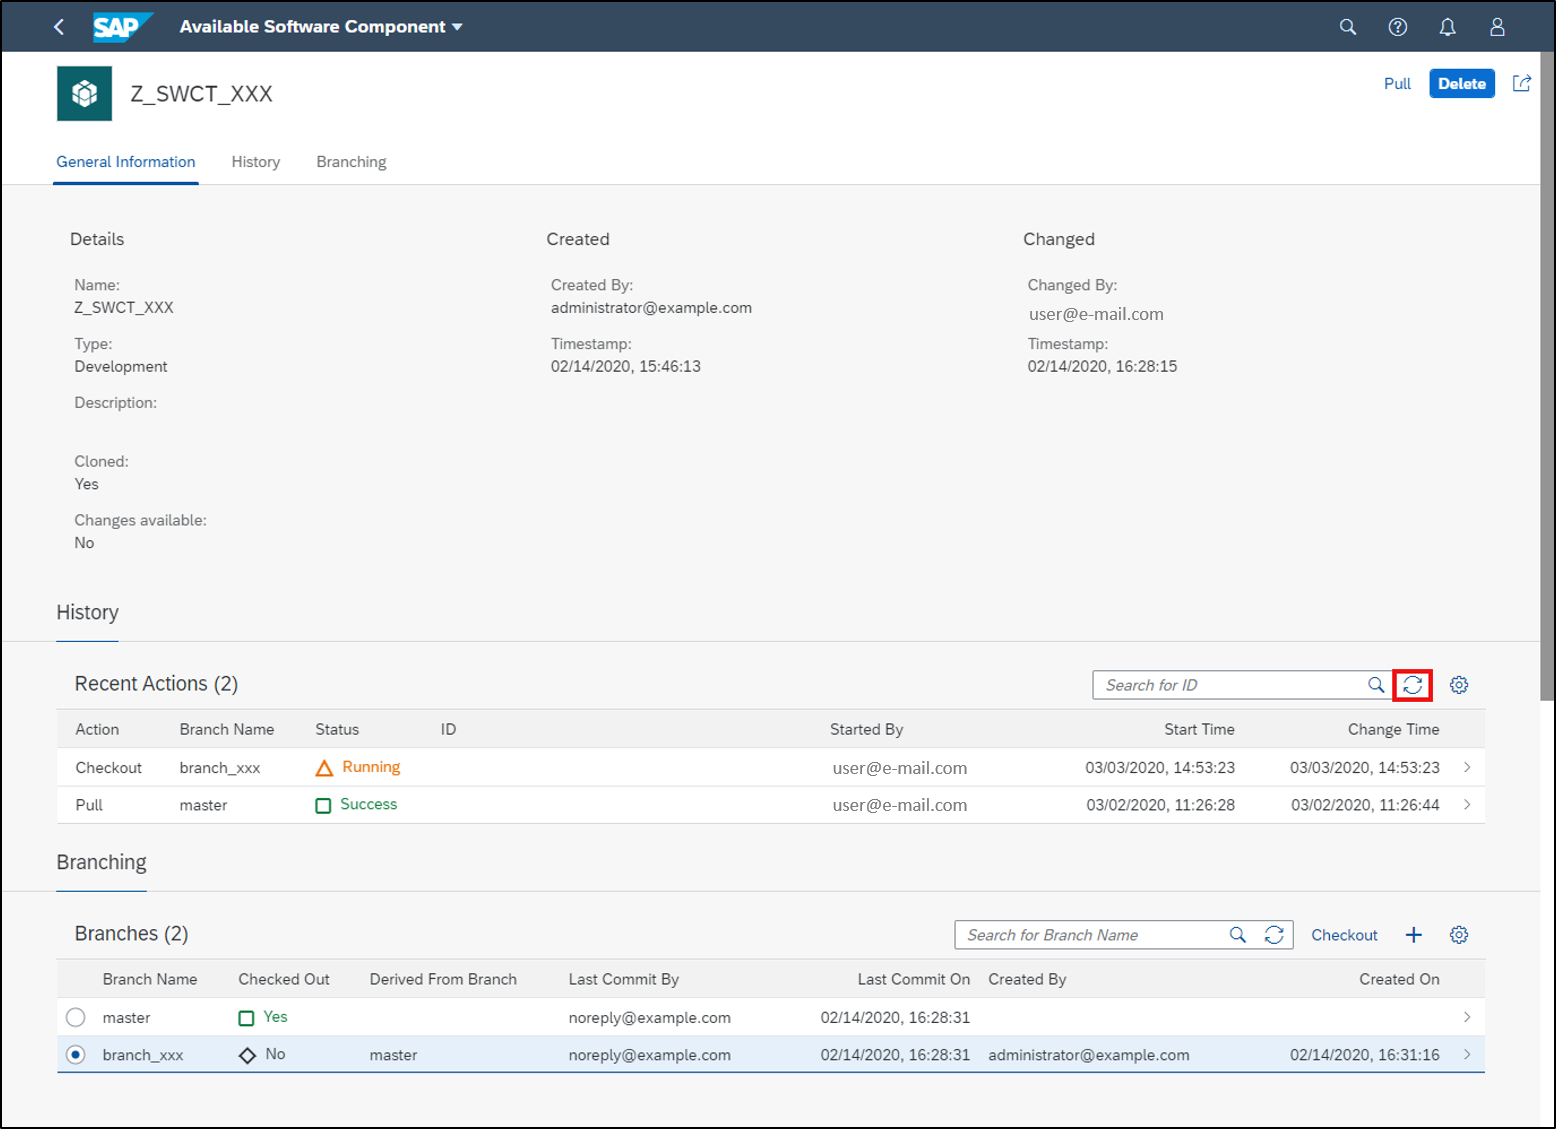 SAP Available Software Component
Z_SWCT_XXX
Pull Delete
General Information History Branching
Details Created Changed
Name: Created By: Changed By:
Z_SWCT_XXX administrator@example.com user@e-mail.com
Type: Timestamp: Timestamp:
Development 02/14/2020, 15:46:13 02/14/2020, 16:28:15
Description:
Cloned:
Yes
Changes available:
No
History
Recent Actions (2) Search for ID
Action Branch Name Status ID Started By Start Time Change Time
Checkout branch_xxx Running user@e-mail.com 03/03/2020, 14:53:23 03/03/2020, 14:53:23
Pull master Success user@e-mail.com 03/02/2020, 11:26:28 03/02/2020, 11:26:44
Branching
Branches (2) Search for Branch Name Checkout
Branch Name Checked Out Derived From Branch Last Commit By Last Commit On Created By Created On
master Yes noreply@example.com 02/14/2020, 16:28:31
branch_xxx No master noreply@example.com 02/14/2020, 16:28:31 administrator@example.com 02/14/2020, 16:31:16